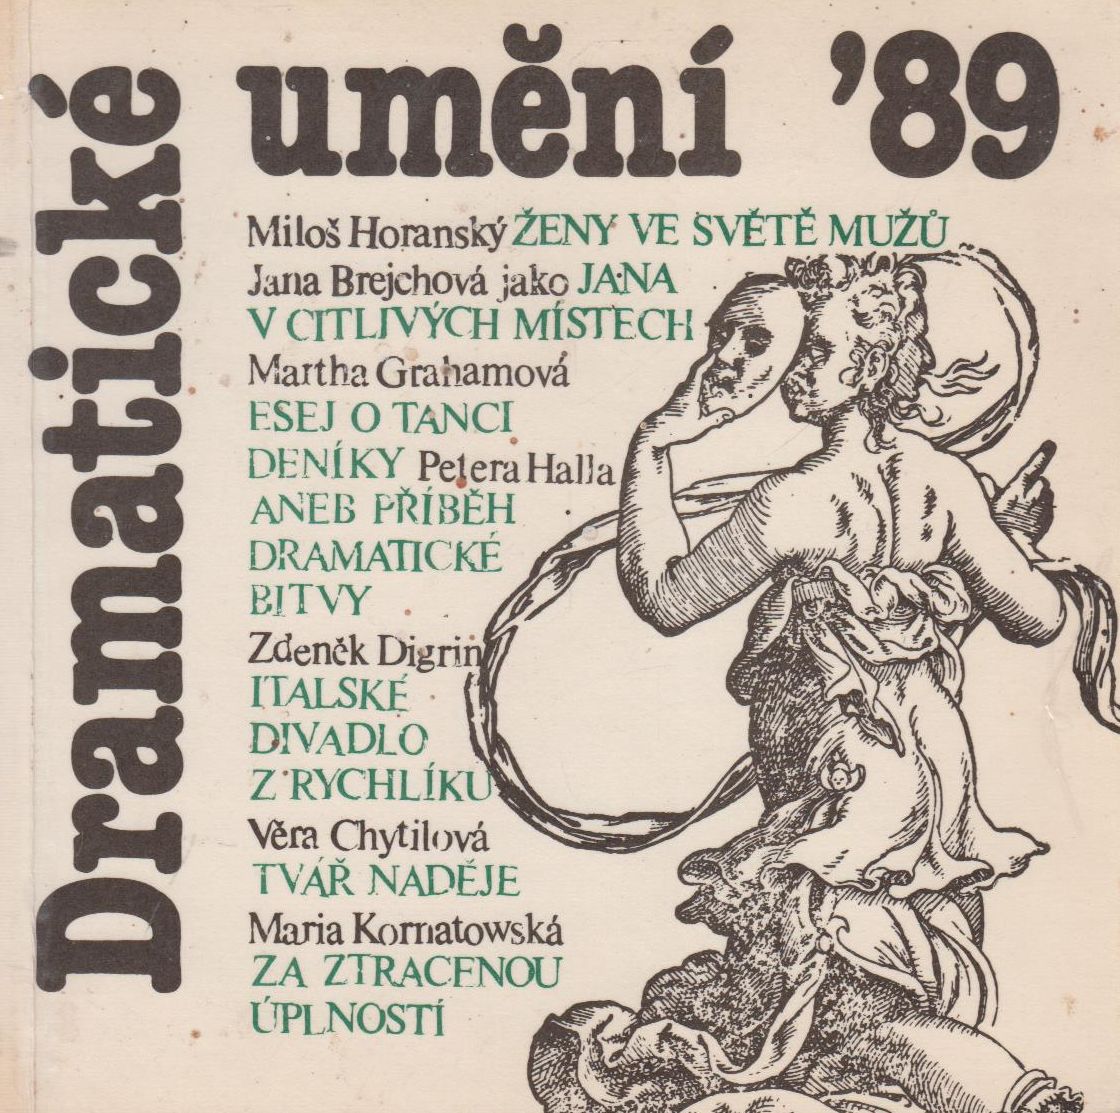 Dramatické
umění '89
Miloš Horanský ŽENY VE SVĚTĚ MUŽŮ
Jana Brejchová jako JANA
V CITLIVÝCH MÍSTECH
Martha Grahamová
ESEJ O TANCI
DENÍKY Petera Halla
ANEB PŘÍBĚH
DRAMATICKÉ
BITVY
Zdeněk Digrin
ITALSKÉ
DIVADLO
Z RYCHLÍKU
Věra Chytilová
TVÁŘ NADĚJE
Maria Kornatowská
ZA ZTRACENOU
ÚPLNOSTÍ